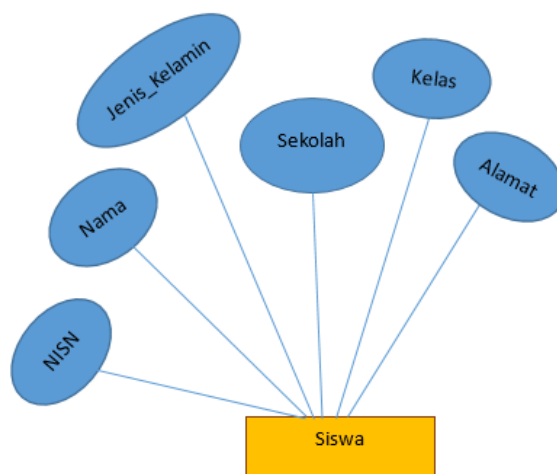 Jenis_Kelamin
Kelas
Sekolah
Alamat
Nama
NISN
Siswa